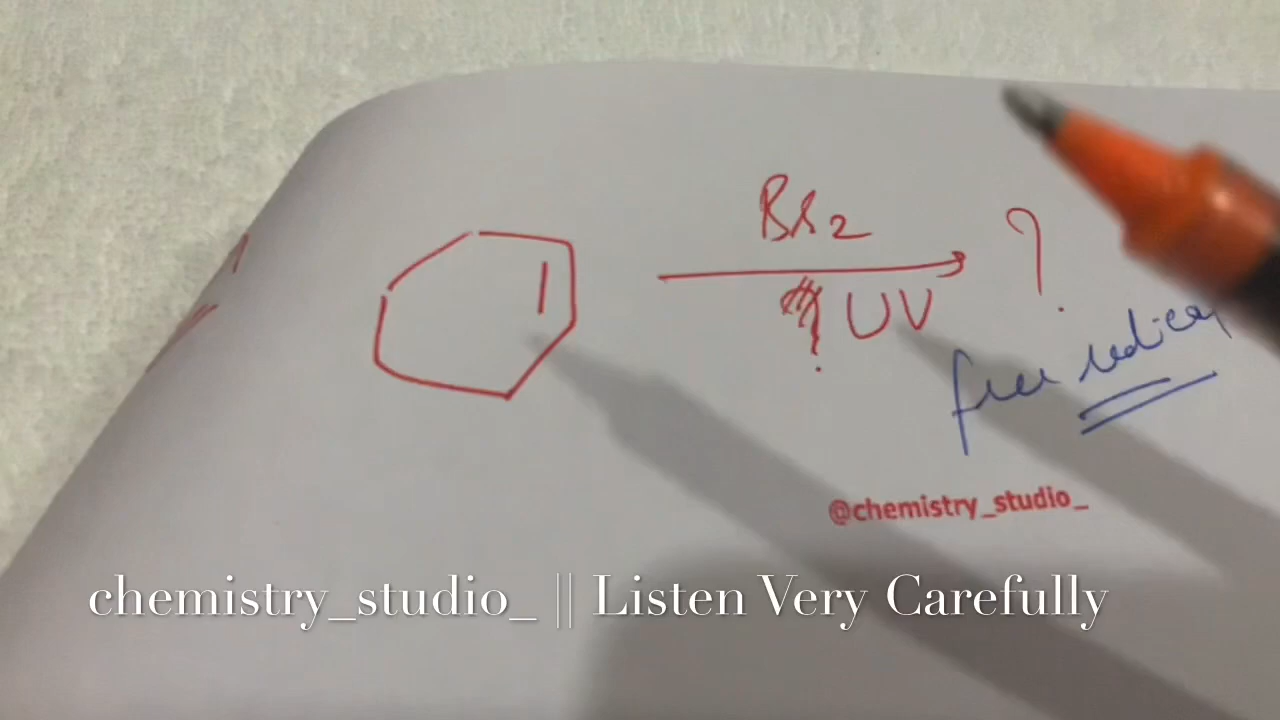 Br2
UV
?
free radical
@chemistry_studio_
chemistry_studio_ || Listen Very Carefully